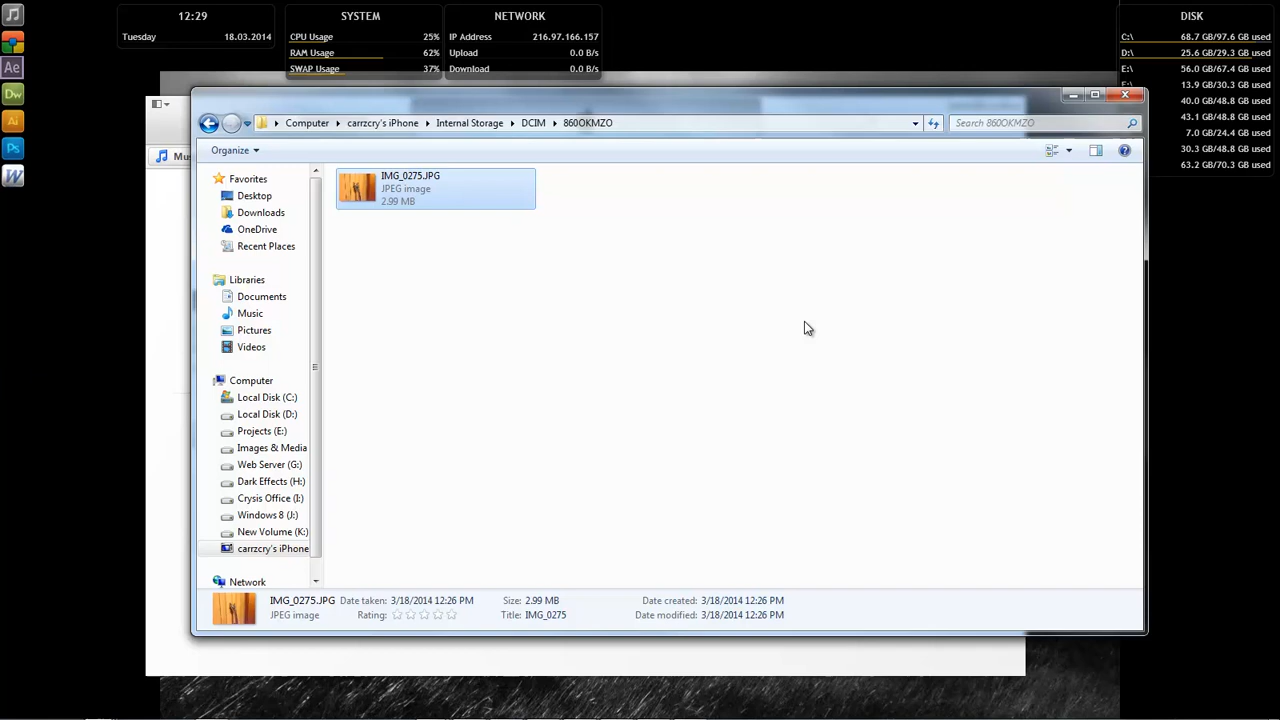 12:29
Tuesday 18.03.2014
SYSTEM
CPU Usage 25%
RAM Usage 62%
SWAP Usage 37%
NETWORK
IP Address 216.97.166.157
Upload 0.0 B/s
Download 0.0 B/s
DISK
C:\ 68.7 GB/97.6 GB used
D:\ 25.6 GB/29.3 GB used
E:\ 56.0 GB/67.4 GB used
13.9 GB/30.3 GB used
40.0 GB/48.8 GB used
43.1 GB/48.8 GB used
7.0 GB/24.4 GB used
30.3 GB/48.8 GB used
63.2 GB/70.3 GB used
Ae
Dw
Ai
Ps
W
Mus
Computer carrzcry's iPhone Internal Storage DCIM 860OKMZO
Search 860OKMZO
Organize
Favorites
Desktop
Downloads
OneDrive
Recent Places
Libraries
Documents
Music
Pictures
Videos
Computer
Local Disk (C:)
Local Disk (D:)
Projects (E:)
Images & Media
Web Server (G:)
Dark Effects (H:)
Crysis Office (I:)
Windows 8 (J:)
New Volume (K:)
carrzcry's iPhone
Network
IMG_0275.JPG
JPEG image
2.99 MB
IMG_0275.JPG Date taken: 3/18/2014 12:26 PM Size: 2.99 MB Date created: 3/18/2014 12:26 PM
JPEG image Rating: Title: IMG_0275 Date modified: 3/18/2014 12:26 PM